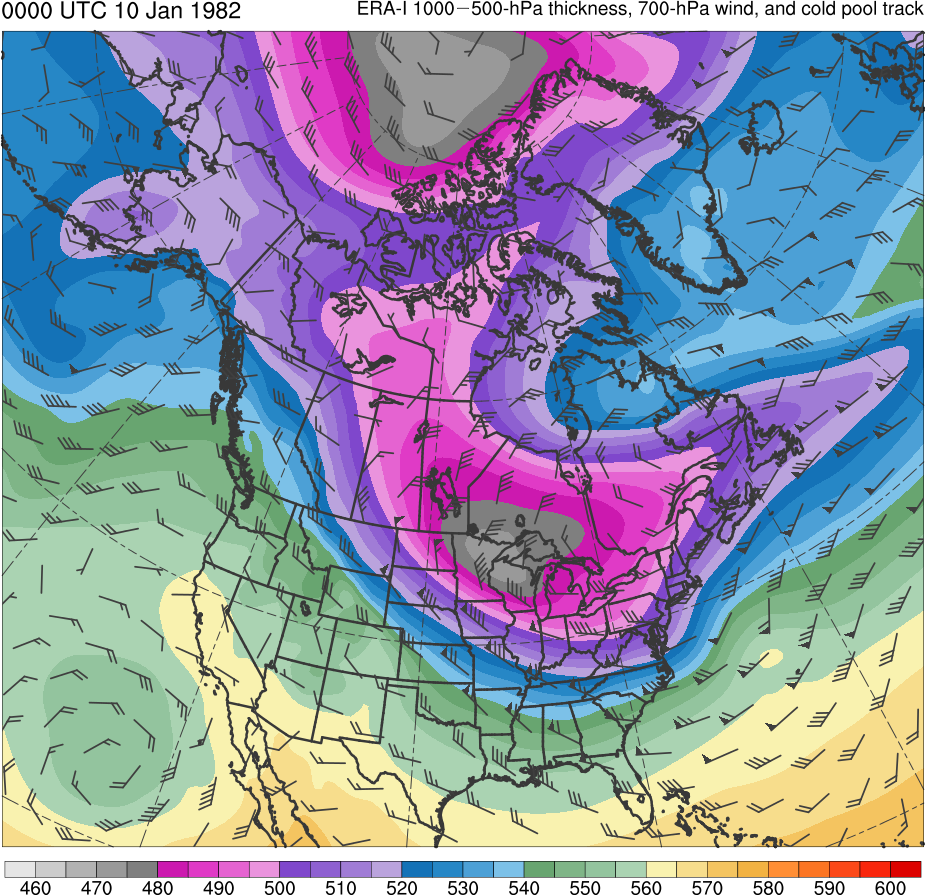 0000 UTC 10 Jan 1982
ERA-I 1000−500-hPa thickness, 700-hPa wind, and cold pool track
460 470 480 490 500 510 520 530 540 550 560 570 580 590 600